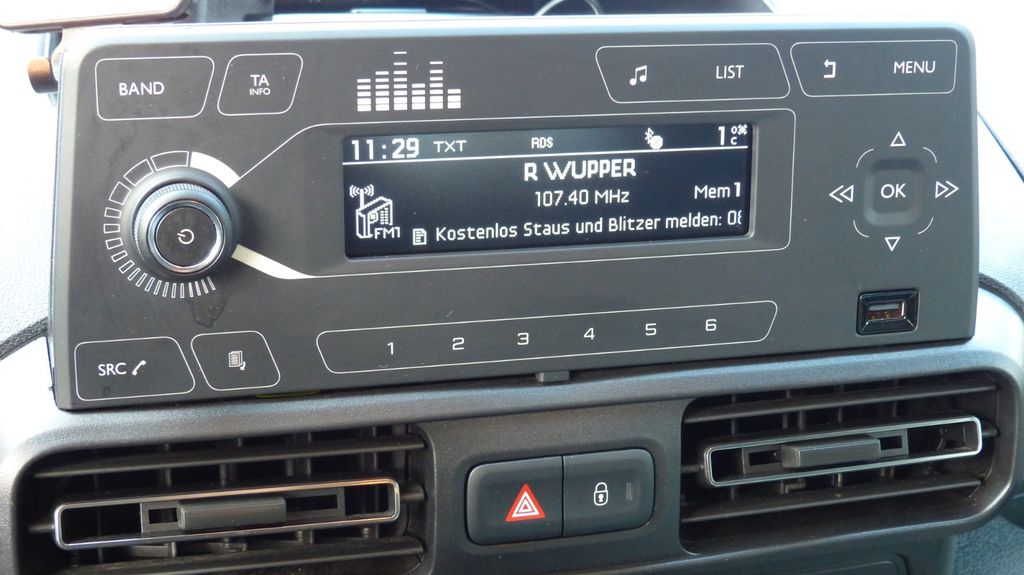 BAND
TA
INFO
LIST
MENU
11:29 TXT RDS 1 °C
R WUPPER
107.40 MHz
Mem 1
FM1
Kostenlos Staus und Blitzer melden: 08
OK
1 2 3 4 5 6
SRC